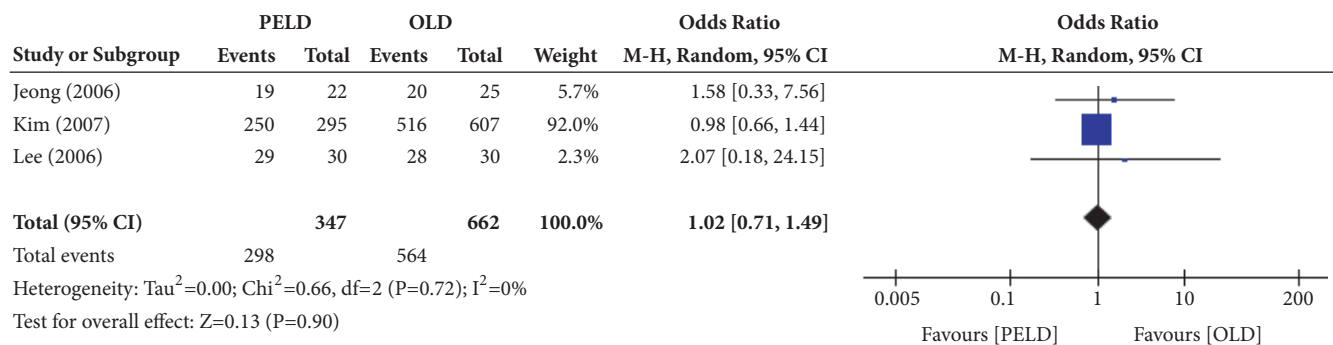 PELD OLD Odds Ratio Odds Ratio
Study or Subgroup Events Total Events Total Weight M-H, Random, 95% CI M-H, Random, 95% CI
Jeong (2006) 19 22 20 25 5.7% 1.58 [0.33, 7.56]
Kim (2007) 250 295 516 607 92.0% 0.98 [0.66, 1.44]
Lee (2006) 29 30 28 30 2.3% 2.07 [0.18, 24.15]
Total (95% CI) 347 662 100.0% 1.02 [0.71, 1.49]
Total events 298 564
Heterogeneity: Tau²=0.00; Chi²=0.66, df=2 (P=0.72); I²=0%
Test for overall effect: Z=0.13 (P=0.90)
0.005 0.1 1 10 200
Favours [PELD] Favours [OLD]